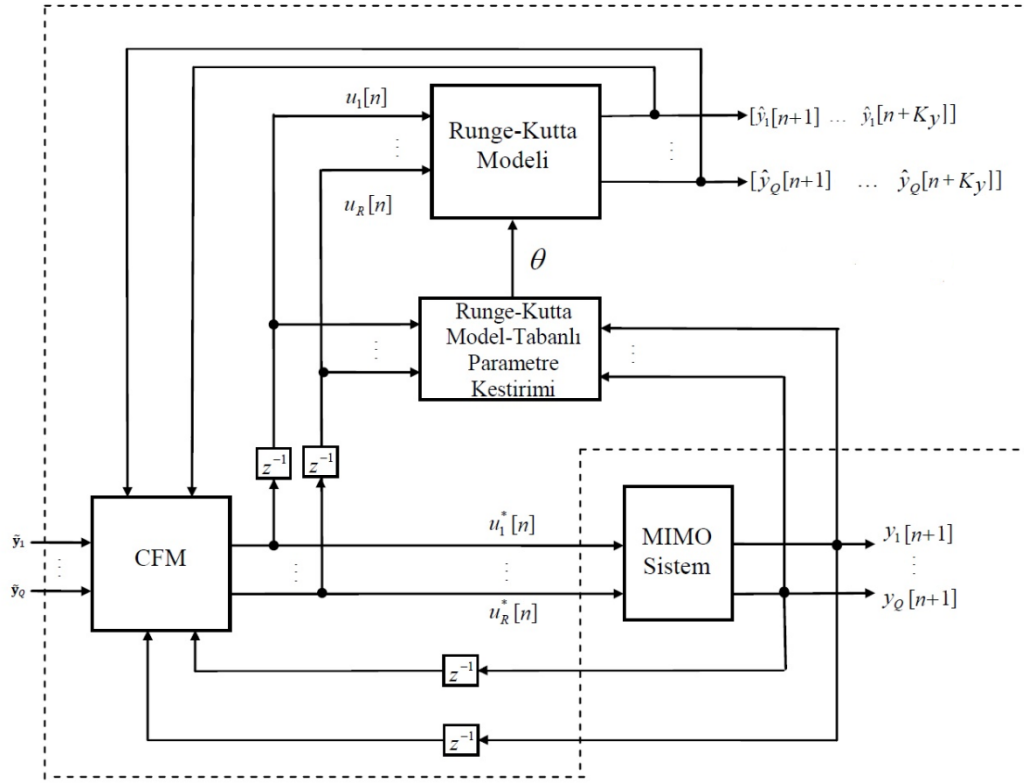 u₁[n]
⋮
u_R[n]
Runge-Kutta
Modeli
⋮
[ŷ₁[n+1] ... ŷ₁[n+K_y]]
[ŷ_Q[n+1] ... ŷ_Q[n+K_y]]
θ
Runge-Kutta
Model-Tabanlı
Parametre
Kestirimi
⋮
⋮
z⁻¹
z⁻¹
ỹ₁
⋮
ỹ_Q
CFM
⋮
u₁*[n]
⋮
u_R*[n]
MIMO
Sistem
y₁[n+1]
⋮
y_Q[n+1]
z⁻¹
z⁻¹